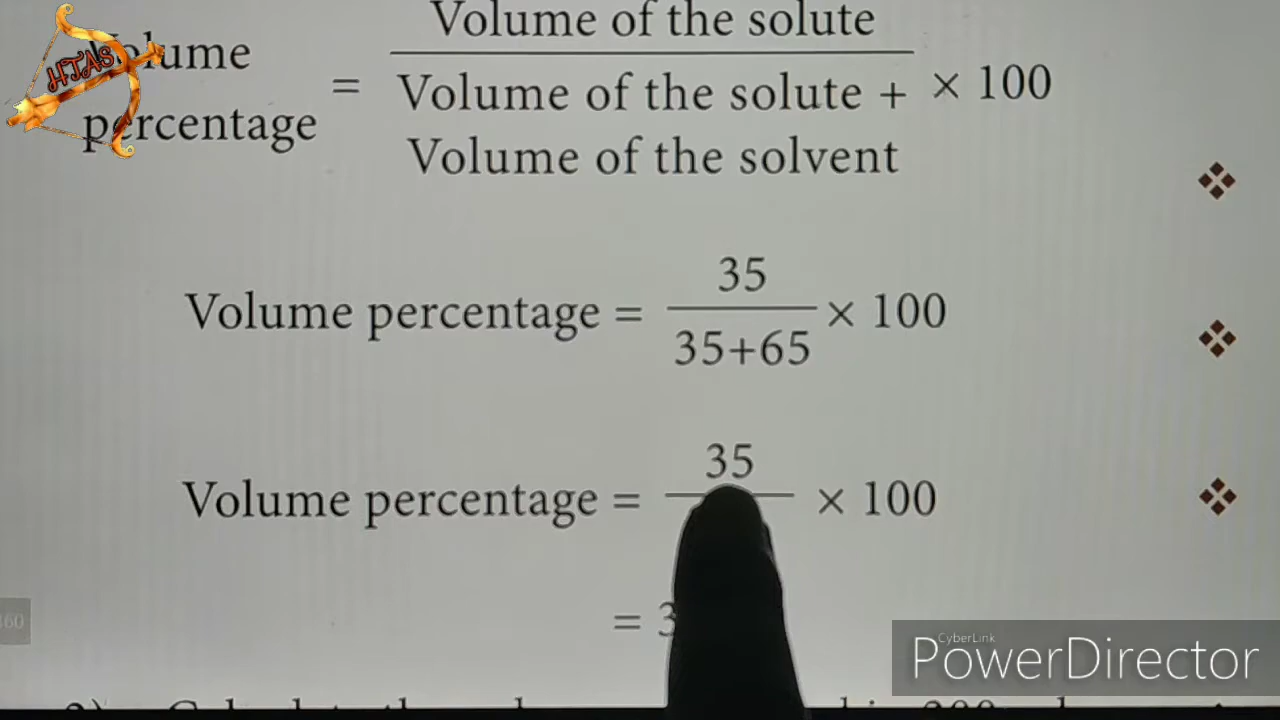 HTAS
Volume of the solute
Volume
percentage
=
Volume of the solute +
× 100
Volume of the solvent
35
Volume percentage =
× 100
35+65
35
Volume percentage =
× 100
= 3
CyberLink
PowerDirector